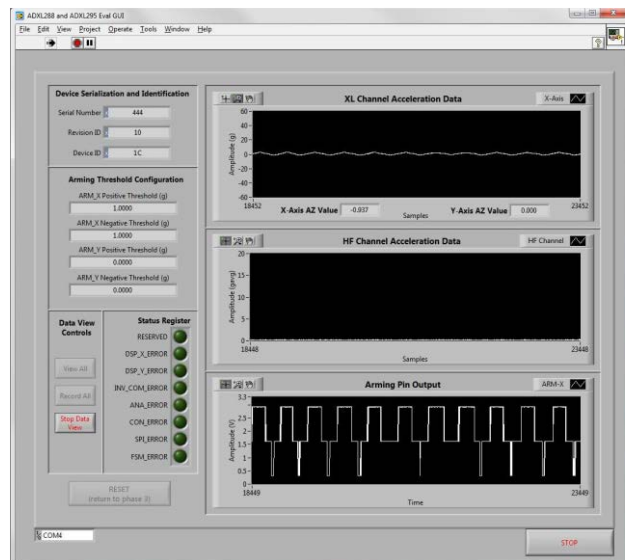 ADXL288 and ADXL295 Eval GUI
File Edit View Project Operate Tools Window Help
Device Serialization and Identification
Serial Number 444
Revision ID 10
Device ID 1C
Arming Threshold Configuration
ARM_X Positive Threshold (g)
1.0000
ARM_X Negative Threshold (g)
1.0000
ARM_Y Positive Threshold (g)
0.0000
ARM_Y Negative Threshold (g)
0.0000
Data View Controls
View All
Record All
Stop Data View
Status Register
RESERVED
DSP_X_ERROR
DSP_Y_ERROR
INV_COM_ERROR
ANA_ERROR
CON_ERROR
SPI_ERROR
FSM_ERROR
RESET
(return to phase 2)
COM4
XL Channel Acceleration Data
X-Axis
Amplitude (g)
60
40
20
0
-20
-40
-60
18452
23452
X-Axis AZ Value -0.937
Y-Axis AZ Value 0.000
Samples
HF Channel Acceleration Data
HF Channel
20
15
10
5
0
18448
23448
Samples
Arming Pin Output
ARM-X
Amplitude (V)
3.3
2.5
2
1.5
1
0.5
0
18449
23449
Time
STOP